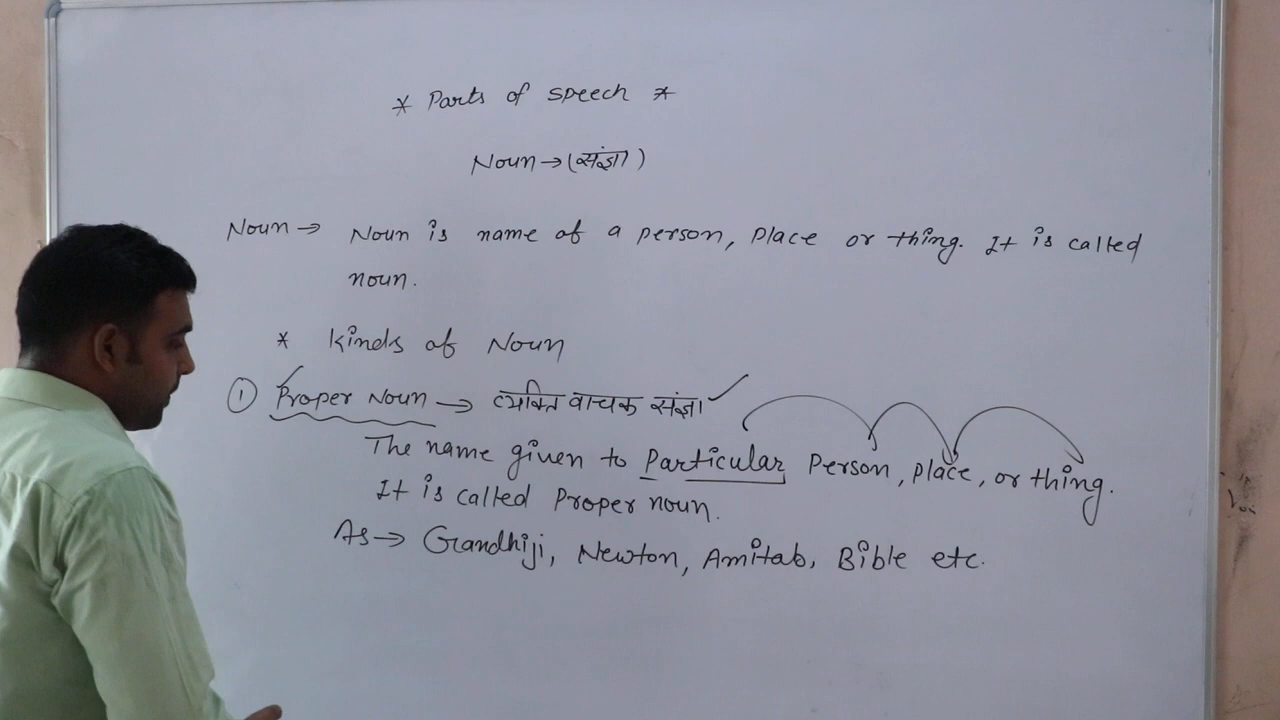 * Parts of speech *
Noun → (संज्ञा)
Noun → Noun is name of a person, place or thing. It is called
noun.
* Kinds of Noun
① Proper Noun → व्यक्ति वाचक संज्ञा ✓
The name given to Particular Person, place, or thing.
It is called Proper noun.
As → Gandhiji, Newton, Amitab, Bible etc.